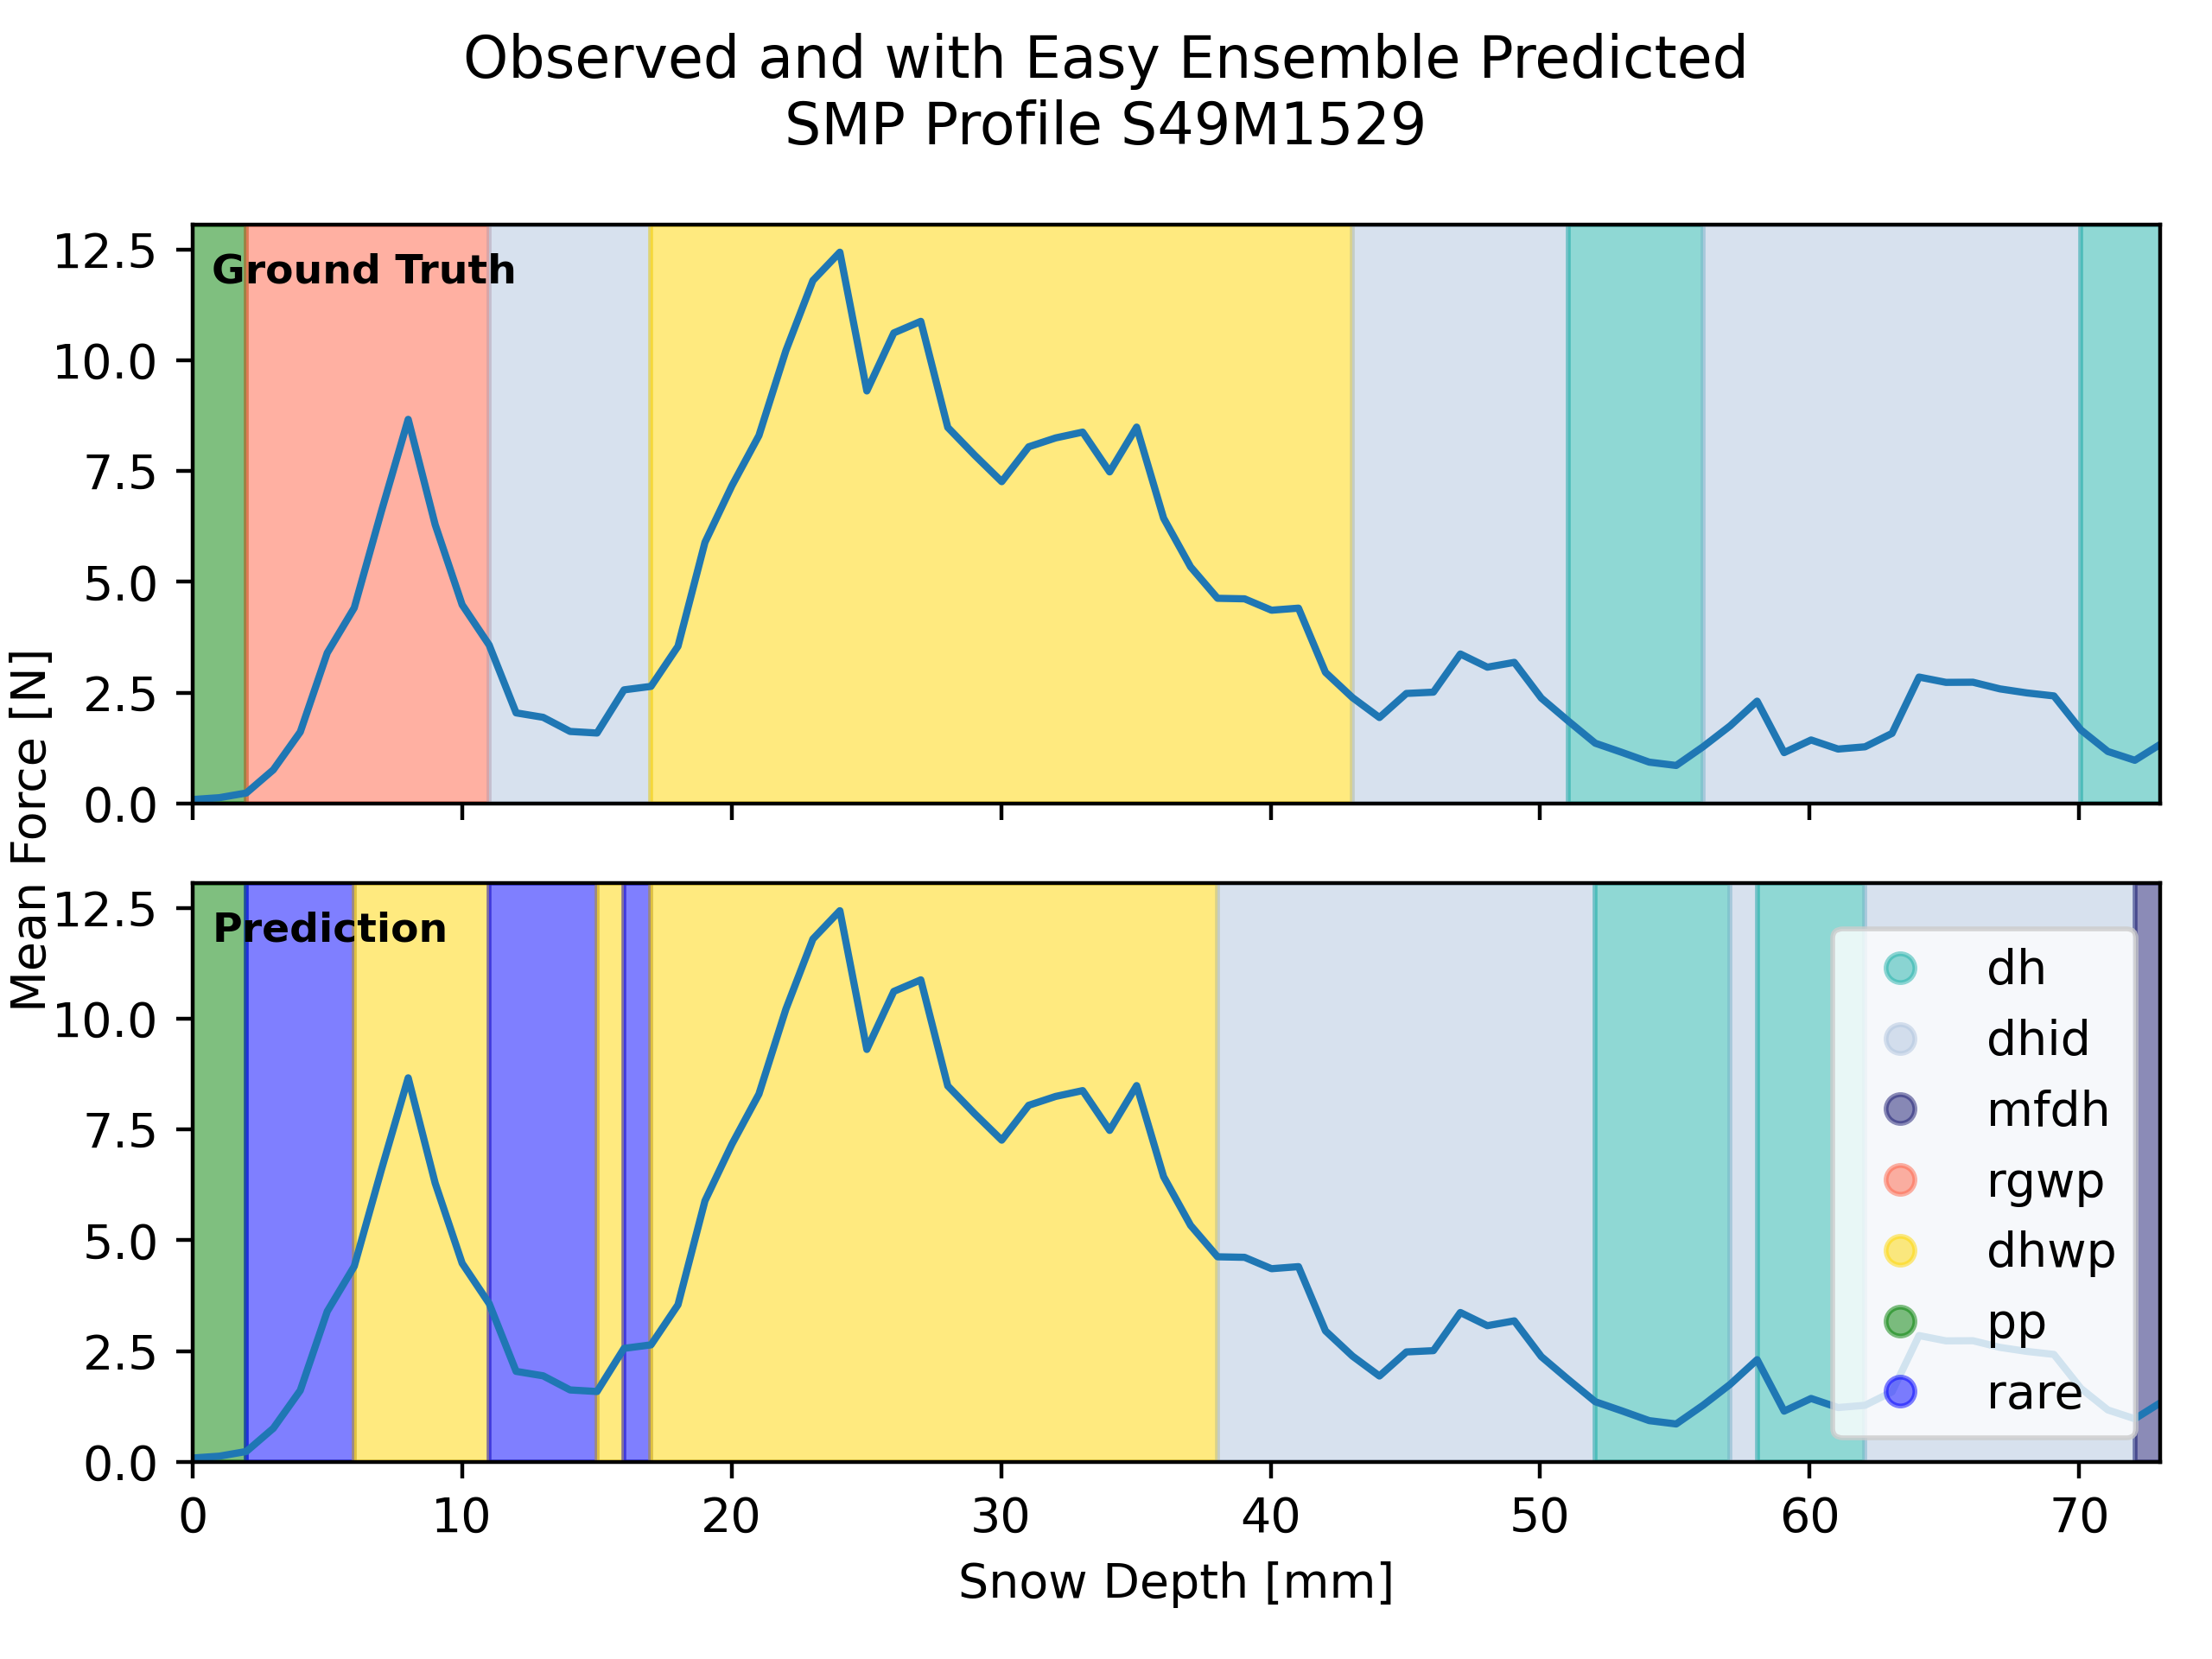 Observed and with Easy Ensemble Predicted
SMP Profile S49M1529
Mean Force [N]
12.5
10.0
7.5
5.0
2.5
0.0
Ground Truth
12.5
10.0
7.5
5.0
2.5
0.0
Prediction
dh
dhid
mfdh
rgwp
dhwp
pp
rare
0 10 20 30 40 50 60 70
Snow Depth [mm]